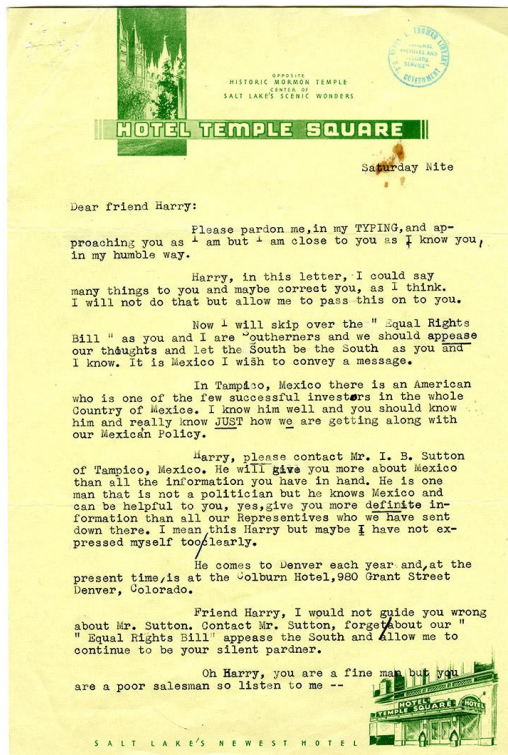 OPPOSITE
HISTORIC MORMON TEMPLE
CENTER OF
SALT LAKE'S SCENIC WONDERS
HOTEL TEMPLE SQUARE
Saturday Nite
Dear friend Harry:
Please pardon me,in my TYPING,and ap-
proaching you as I am but I am close to you as I know you,
in my humble way.
Harry, in this letter, I could say
many things to you and maybe correct you, as I think.
I will not do that but allow me to pass this on to you.
Now I will skip over the " Equal Rights
Bill " as you and I are Southerners and we should appease
our thoughts and let the South be the South as you and
I know. It is Mexico I wish to convey a message.
In Tampico, Mexico there is an American
who is one of the few successful investors in the whole
Country of Mexice. I know him well and you should know
him and really know JUST how we are getting along with
our Mexican Policy.
Harry, please contact Mr. I. B. Sutton
of Tampico, Mexico. He will give you more about Mexico
than all the information you have in hand. He is one
man that is not a politician but he knows Mexico and
can be helpful to you, yes,give you more definite in-
formation than all our Representives who we have sent
down there. I mean this Harry but maybe I have not ex-
pressed myself too/clearly.
He comes to Denver each year and,at the
present time,is at the Colburn Hotel,980 Grant Street
Denver, Colorado.
Friend Harry, I would not guide you wrong
about Mr. Sutton. Contact Mr. Sutton, forget/about our "
" Equal Rights Bill" appease the South and allow me to
continue to be your silent pardner.
Oh Harry, you are a fine man but you
are a poor salesman so listen to me --
HOTEL
TEMPLE SQUARE
HOTEL
SALT LAKE'S NEWEST HOTEL